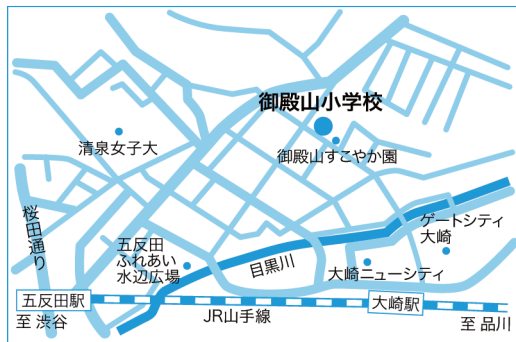 御殿山小学校
清泉女子大
御殿山すこやか園
桜田通り
ゲートシティ
大崎
五反田
ふれあい
水辺広場
目黒川
大崎ニューシティ
五反田駅
大崎駅
至 渋谷
JR山手線
至 品川